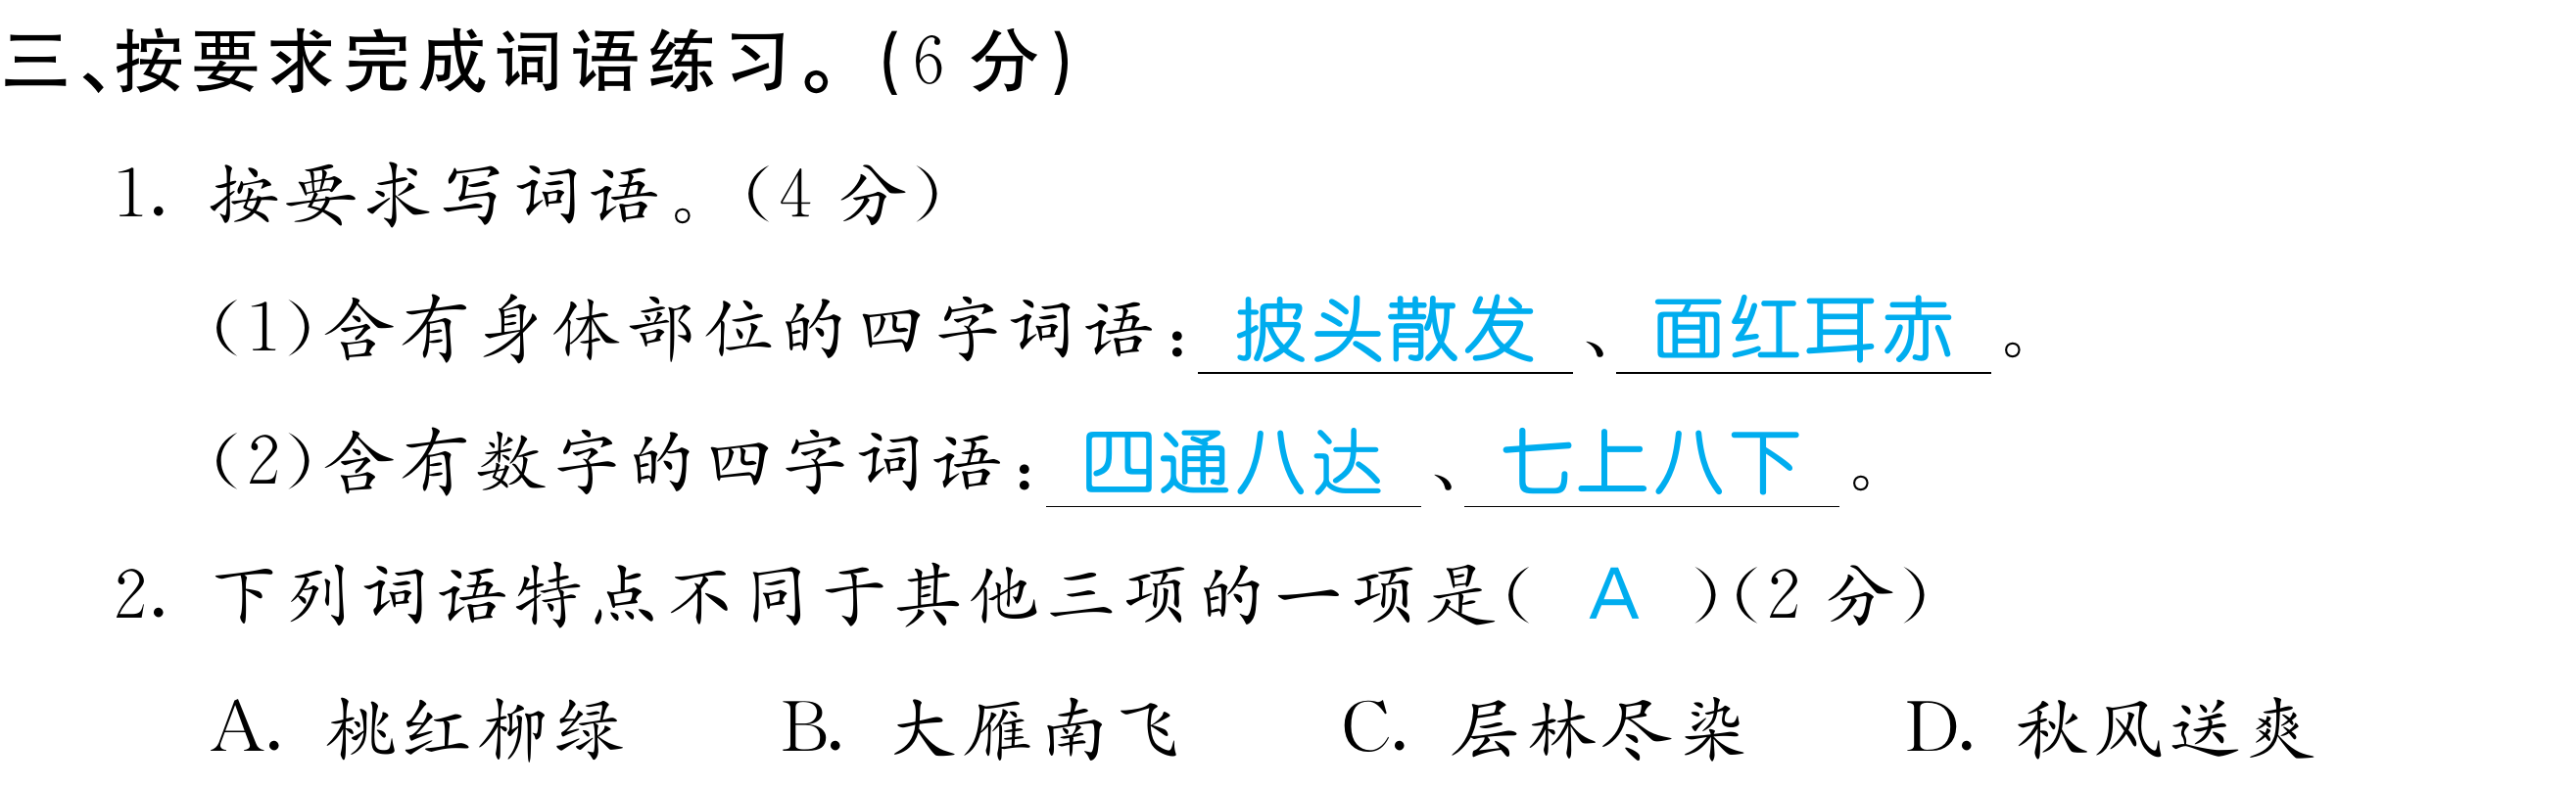 三、按要求完成词语练习。(6 分)
1. 按要求写词语。(4 分)
(1)含有身体部位的四字词语：披头散发、面红耳赤。
(2)含有数字的四字词语：四通八达、七上八下。
2. 下列词语特点不同于其他三项的一项是( A )(2 分)
A. 桃红柳绿 B. 大雁南飞 C. 层林尽染 D. 秋风送爽